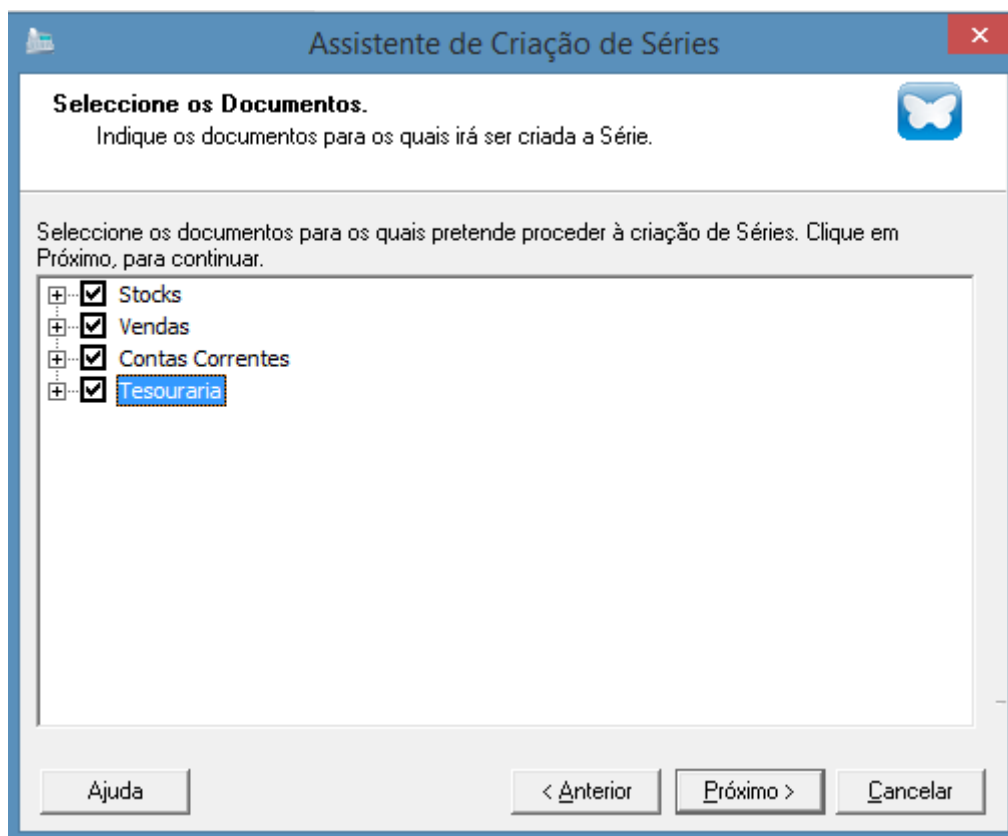 Assistente de Criação de Séries
Seleccione os Documentos.
Indique os documentos para os quais irá ser criada a Série.
Seleccione os documentos para os quais pretende proceder à criação de Séries. Clique em
Próximo, para continuar.
Stocks
Vendas
Contas Correntes
Tesouraria
Ajuda
< Anterior
Próximo >
Cancelar